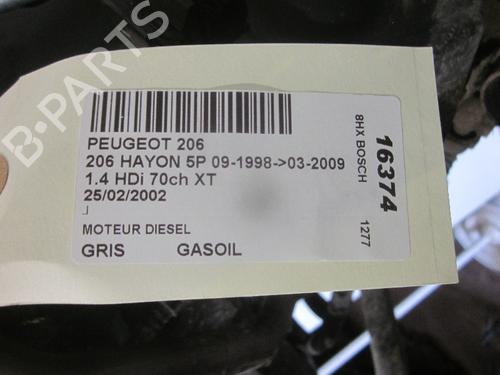 PEUGEOT 206
206 HAYON 5P 09-1998->03-2009
1.4 HDi 70ch XT
25/02/2002
MOTEUR DIESEL
GRIS GASOIL
16374
8HX BOSCH 1277
B-PARTS